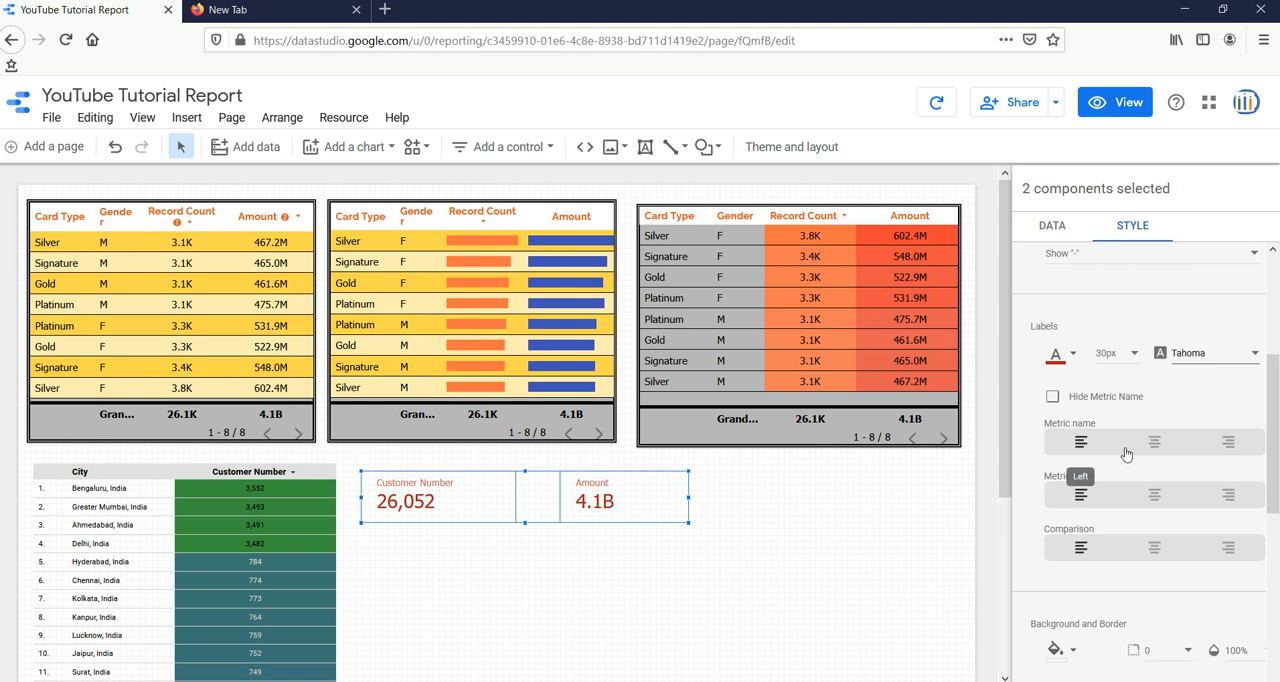 YouTube Tutorial Report
New Tab
https://datastudio.google.com/u/0/reporting/c3459910-01e6-4c8e-8938-bd711d1419e2/page/fQmfB/edit
YouTube Tutorial Report
File Editing View Insert Page Arrange Resource Help
Share View
Add a page Add data Add a chart Add a control Theme and layout
Card Type Gende r Record Count 1 Amount 2
Silver M 3.1K 467.2M
Signature M 3.1K 465.0M
Gold M 3.1K 461.6M
Platinum M 3.1K 475.7M
Platinum F 3.3K 531.9M
Gold F 3.3K 522.9M
Signature F 3.4K 548.0M
Silver F 3.8K 602.4M
Gran... 26.1K 4.1B
1 - 8 / 8
Card Type Gende r Record Count Amount
Silver F
Signature F
Gold F
Platinum F
Platinum M
Gold M
Signature M
Silver M
Gran... 26.1K 4.1B
1 - 8 / 8
Card Type Gender Record Count Amount
Silver F 3.8K 602.4M
Signature F 3.4K 548.0M
Gold F 3.3K 522.9M
Platinum F 3.3K 531.9M
Platinum M 3.1K 475.7M
Gold M 3.1K 461.6M
Signature M 3.1K 465.0M
Silver M 3.1K 467.2M
Grand... 26.1K 4.1B
1 - 8 / 8
City Customer Number
1. Bengaluru, India 3,552
2. Greater Mumbai, India 3,493
3. Ahmedabad, India 3,491
4. Delhi, India 3,482
5. Hyderabad, India 784
6. Chennai, India 774
7. Kolkata, India 773
8. Kanpur, India 764
9. Lucknow, India 759
10. Jaipur, India 752
11. Surat, India 749
Customer Number
26,052
Amount
4.1B
2 components selected
DATA STYLE
Show "-"
Labels
A 30px A Tahoma
Hide Metric Name
Metric name
Metri Left
Comparison
Background and Border
0 100%